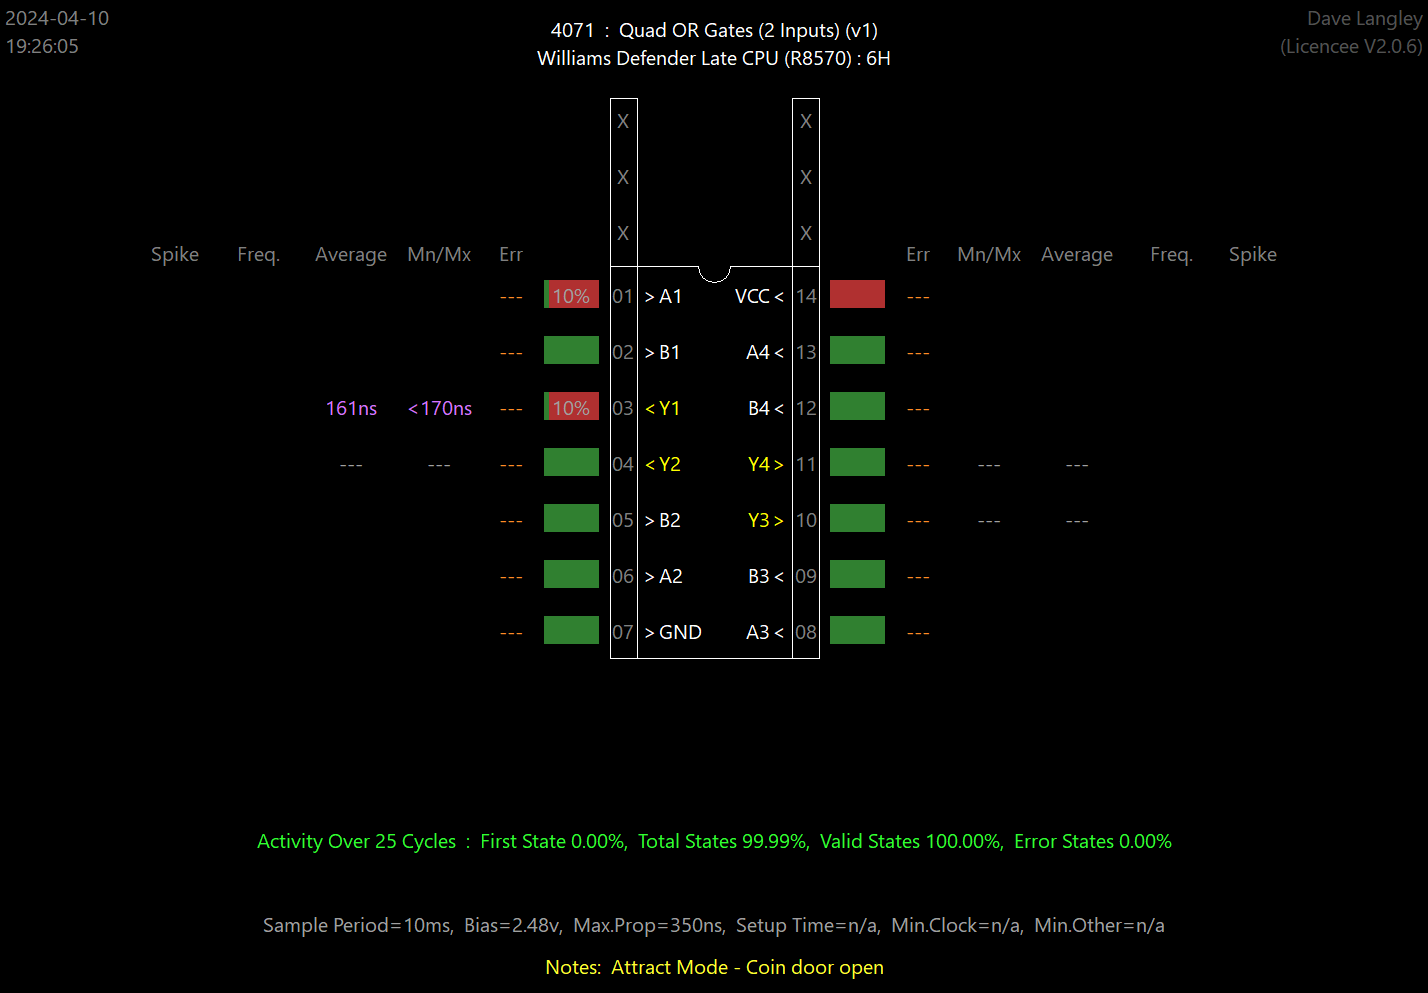 2024-04-10
19:26:05
4071 : Quad OR Gates (2 Inputs) (v1)
Williams Defender Late CPU (R8570) : 6H
Dave Langley
(Licencee V2.0.6)
X X
X X
X X
Spike Freq. Average Mn/Mx Err Err Mn/Mx Average Freq. Spike
--- 10% 01 > A1 VCC < 14 ---
--- 02 > B1 A4 < 13 ---
161ns <170ns --- 10% 03 < Y1 B4 < 12 ---
--- --- --- 04 < Y2 Y4 > 11 --- --- ---
--- 05 > B2 Y3 > 10 --- --- ---
--- 06 > A2 B3 < 09 ---
--- 07 > GND A3 < 08 ---
Activity Over 25 Cycles : First State 0.00%, Total States 99.99%, Valid States 100.00%, Error States 0.00%
Sample Period=10ms, Bias=2.48v, Max.Prop=350ns, Setup Time=n/a, Min.Clock=n/a, Min.Other=n/a
Notes: Attract Mode - Coin door open